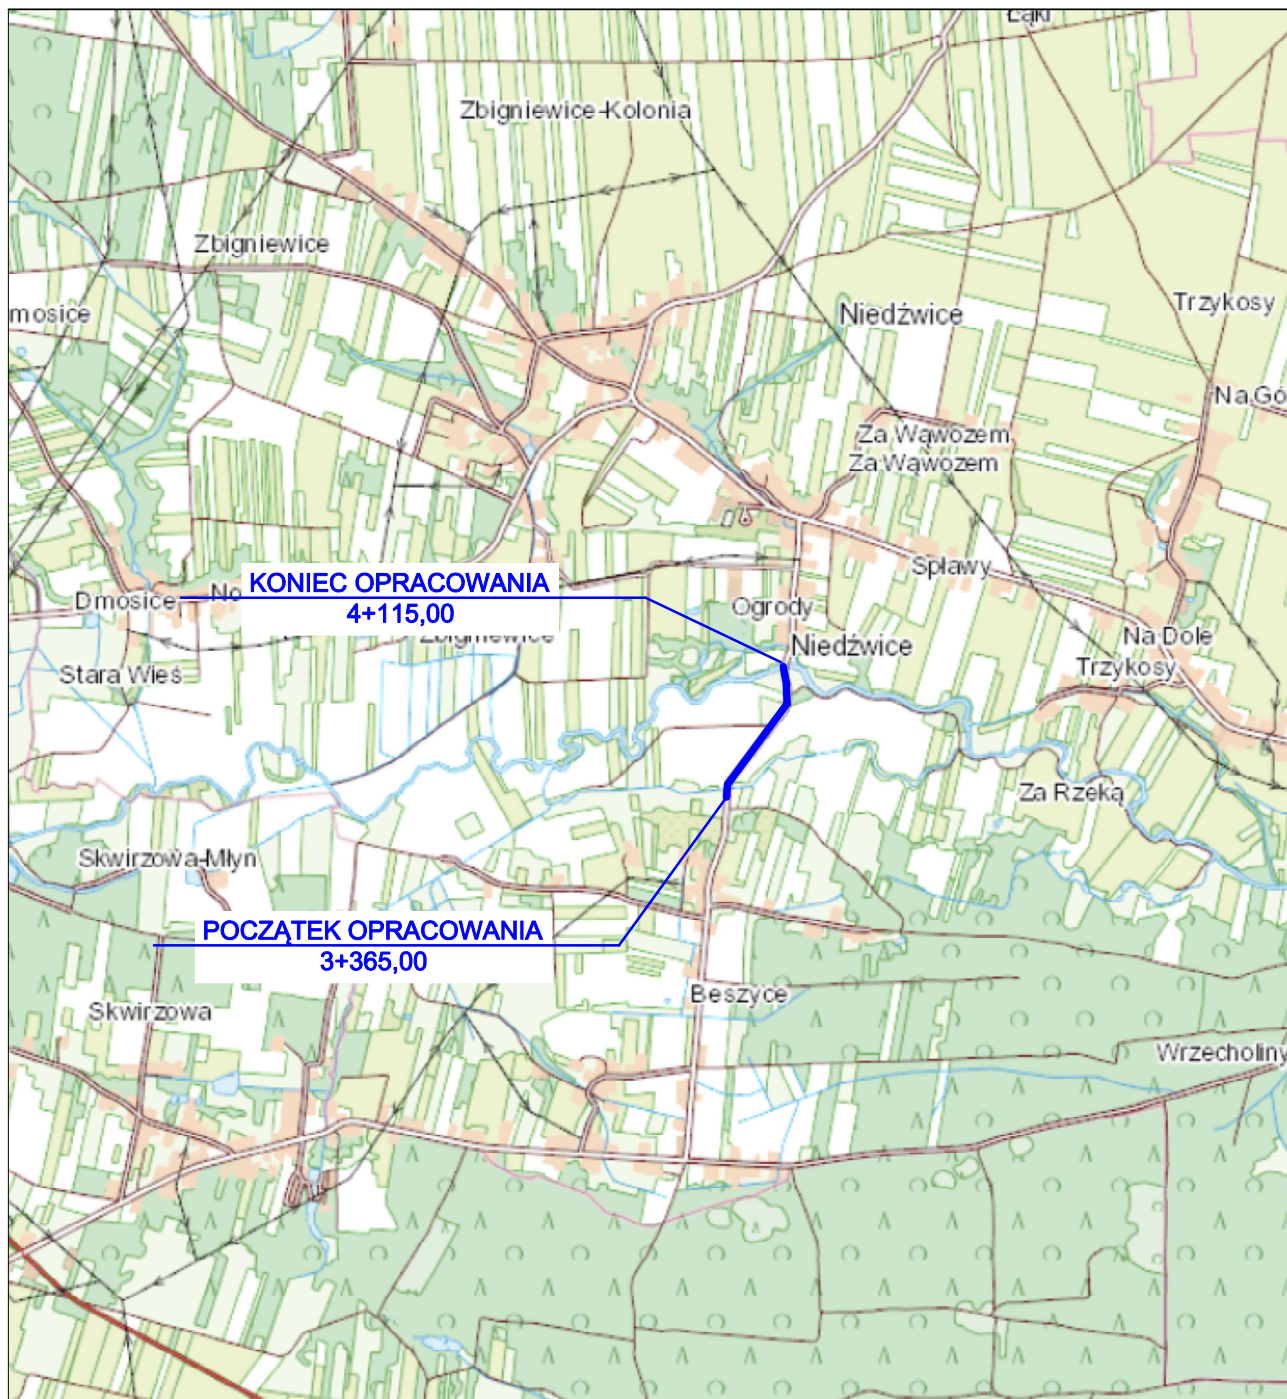 Łąki
Zbigniewice-Kolonia
Zbigniewice
mosice
Niedźwice
Trzykosy
Na Gó
Za Wąwozem
Za Wąwozem
Spławy
KONIEC OPRACOWANIA
4+115,00
Dmosice
No
Ogrody
Zbigniewice
Niedźwice
Na Dole
Trzykosy
Stara Wieś
Za Rzeką
Skwirzowa-Młyn
POCZĄTEK OPRACOWANIA
3+365,00
Beszyce
Skwirzowa
Wrzecholiny